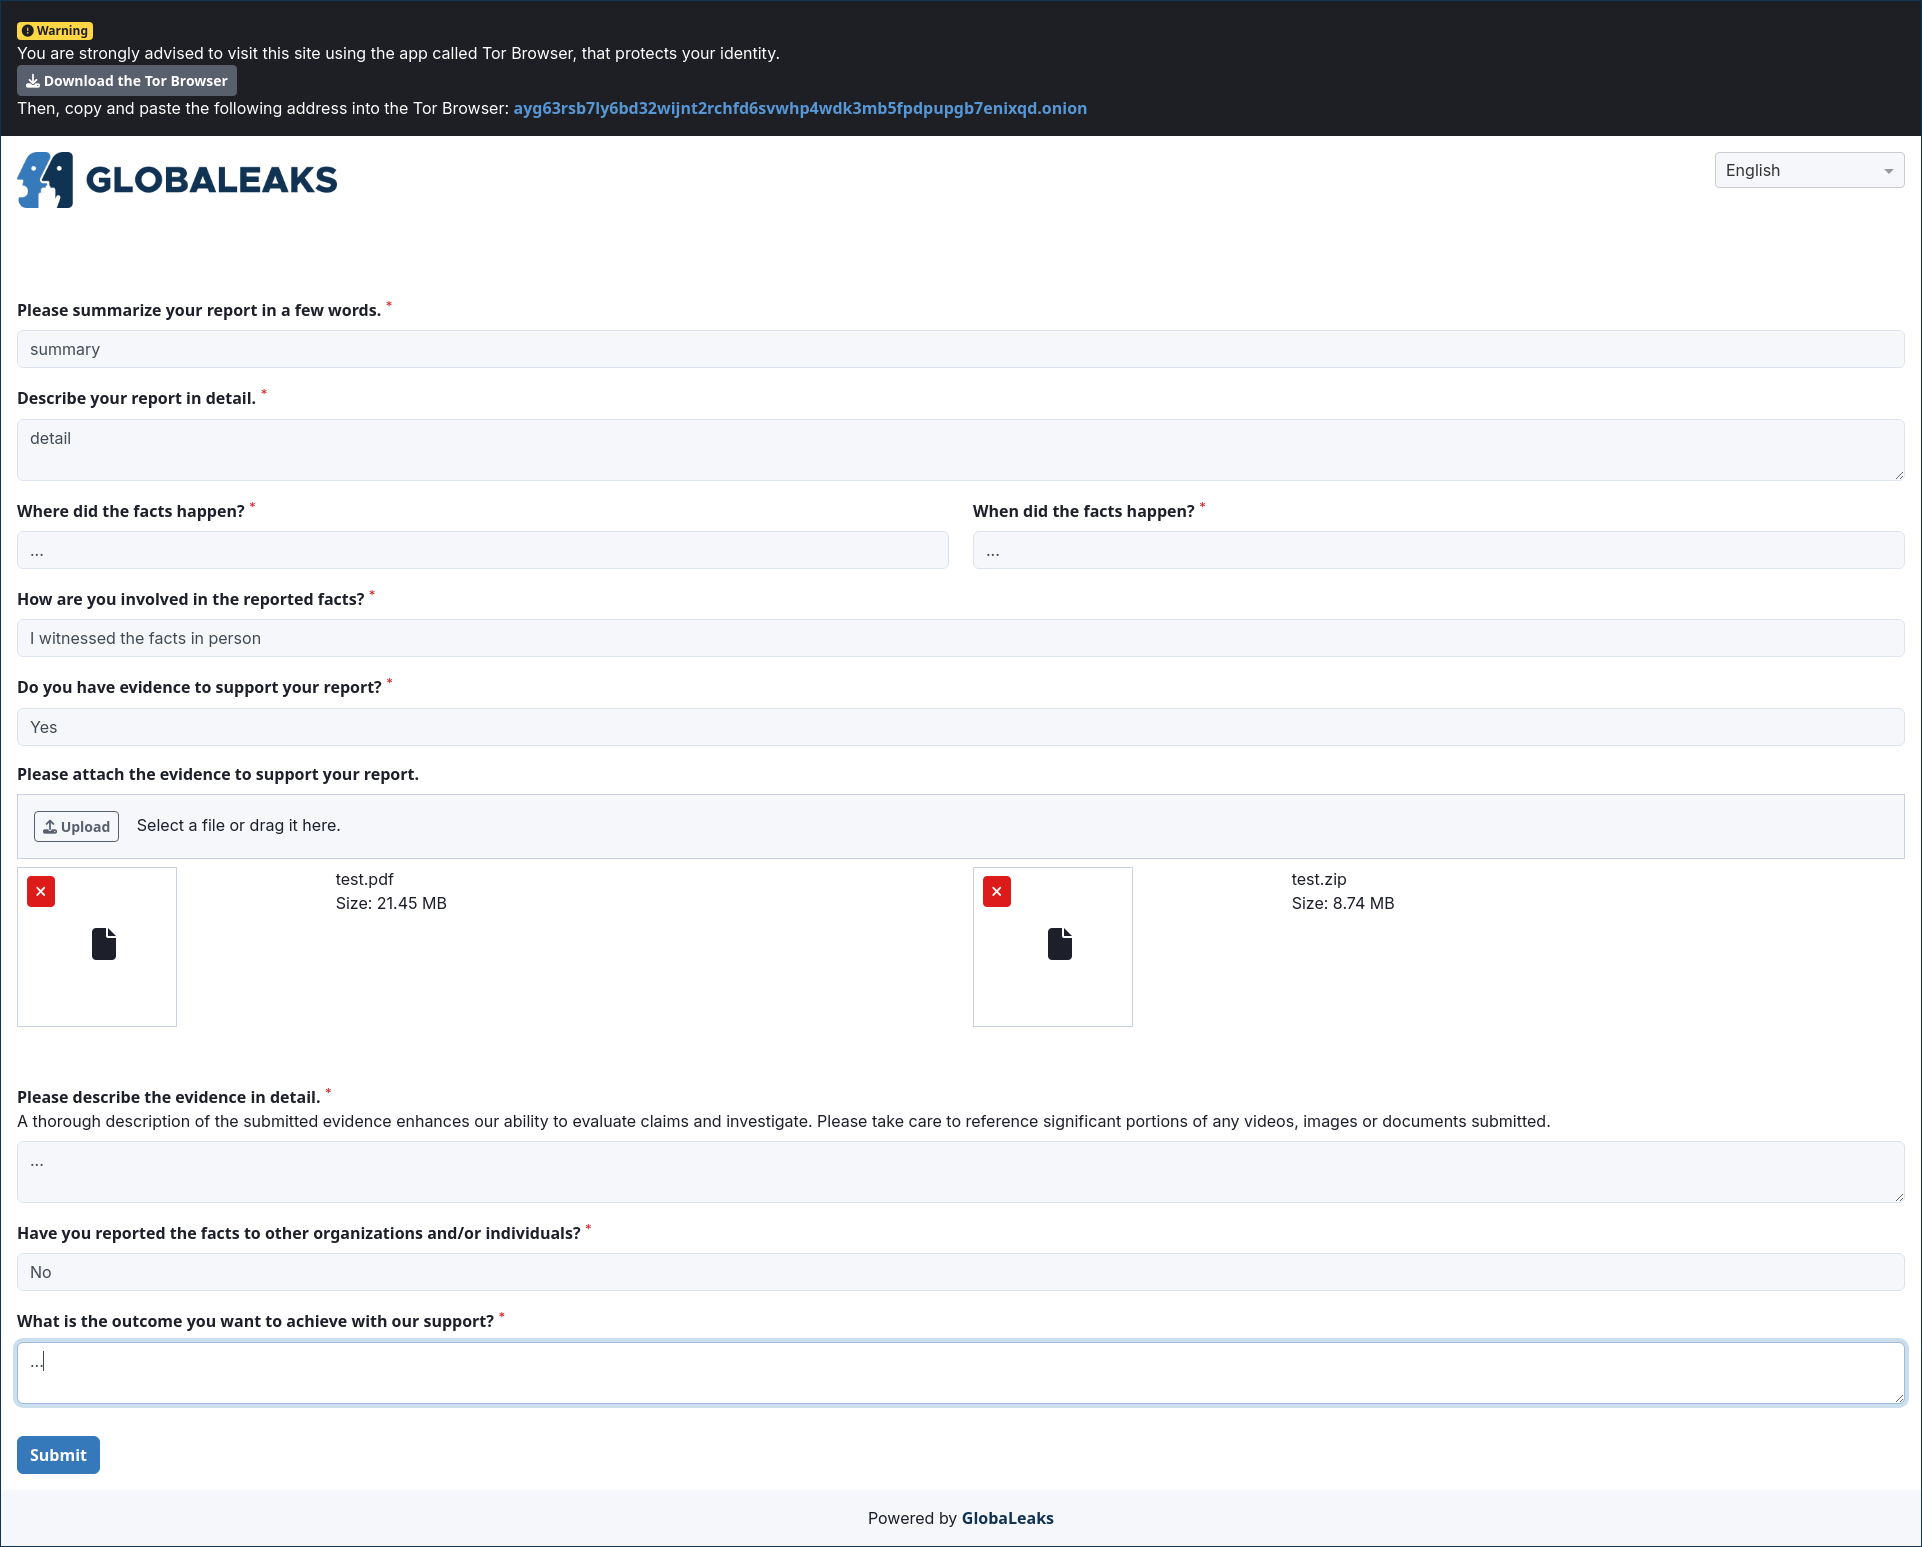 Warning
You are strongly advised to visit this site using the app called Tor Browser, that protects your identity.
Download the Tor Browser
Then, copy and paste the following address into the Tor Browser: ayg63rsb7ly6bd32wijnt2rchfd6svwhp4wdk3mb5fpdpupgb7enixqd.onion
GLOBALEAKS
English
Please summarize your report in a few words. *
summary
Describe your report in detail. *
detail
Where did the facts happen? *
...
When did the facts happen? *
...
How are you involved in the reported facts? *
I witnessed the facts in person
Do you have evidence to support your report? *
Yes
Please attach the evidence to support your report.
Upload Select a file or drag it here.
test.pdf
Size: 21.45 MB
test.zip
Size: 8.74 MB
Please describe the evidence in detail. *
A thorough description of the submitted evidence enhances our ability to evaluate claims and investigate. Please take care to reference significant portions of any videos, images or documents submitted.
...
Have you reported the facts to other organizations and/or individuals? *
No
What is the outcome you want to achieve with our support? *
...
Submit
Powered by GlobaLeaks